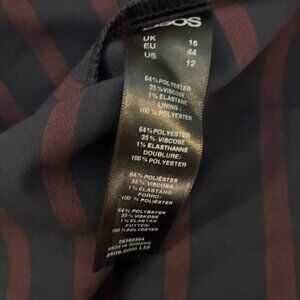 ASOS
UK 16
EU 44
US 12
64% POLYESTER
35% VISCOSE
1% ELASTANE
LINING:
100% POLYESTER
64% POLYESTER
35% VISCOSE
1% ELASTHANNE
DOUBLURE:
100% POLYESTER
64% POLIÉSTER
35% VISCOSA
1% ELASTANO
FORRO:
100% POLIÉSTER
64% POLYESTER
35% VISKOSE
1% ELASTAN
FUTTER:
100% POLYESTER
MADE IN ROMANIA
asos.com Ltd